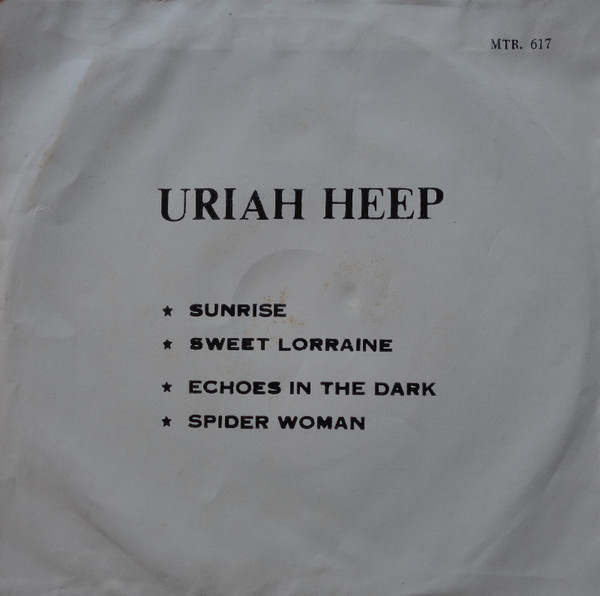 MTR. 617
URIAH HEEP
★ SUNRISE
★ SWEET LORRAINE
★ ECHOES IN THE DARK
★ SPIDER WOMAN